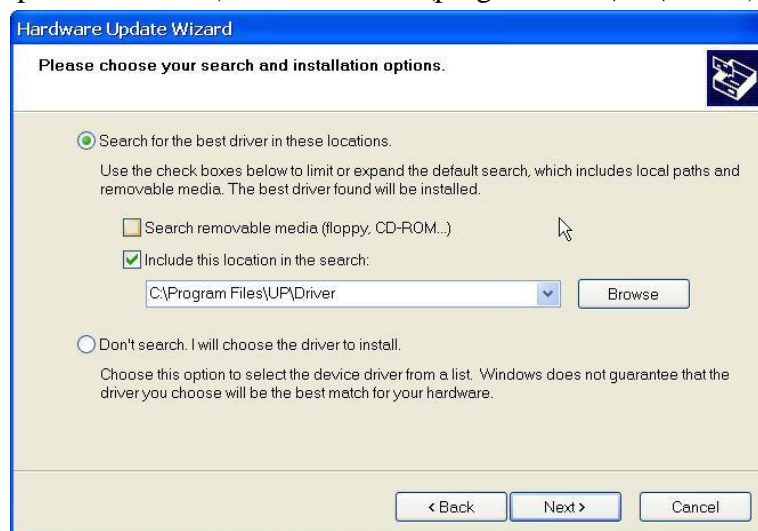 Hardware Update Wizard
Please choose your search and installation options.
Search for the best driver in these locations.
Use the check boxes below to limit or expand the default search, which includes local paths and
removable media. The best driver found will be installed.
Search removable media (floppy, CD-ROM...)
Include this location in the search:
C:\Program Files\UP\Driver
Browse
Don't search. I will choose the driver to install.
Choose this option to select the device driver from a list. Windows does not guarantee that the
driver you choose will be the best match for your hardware.
< Back Next > Cancel